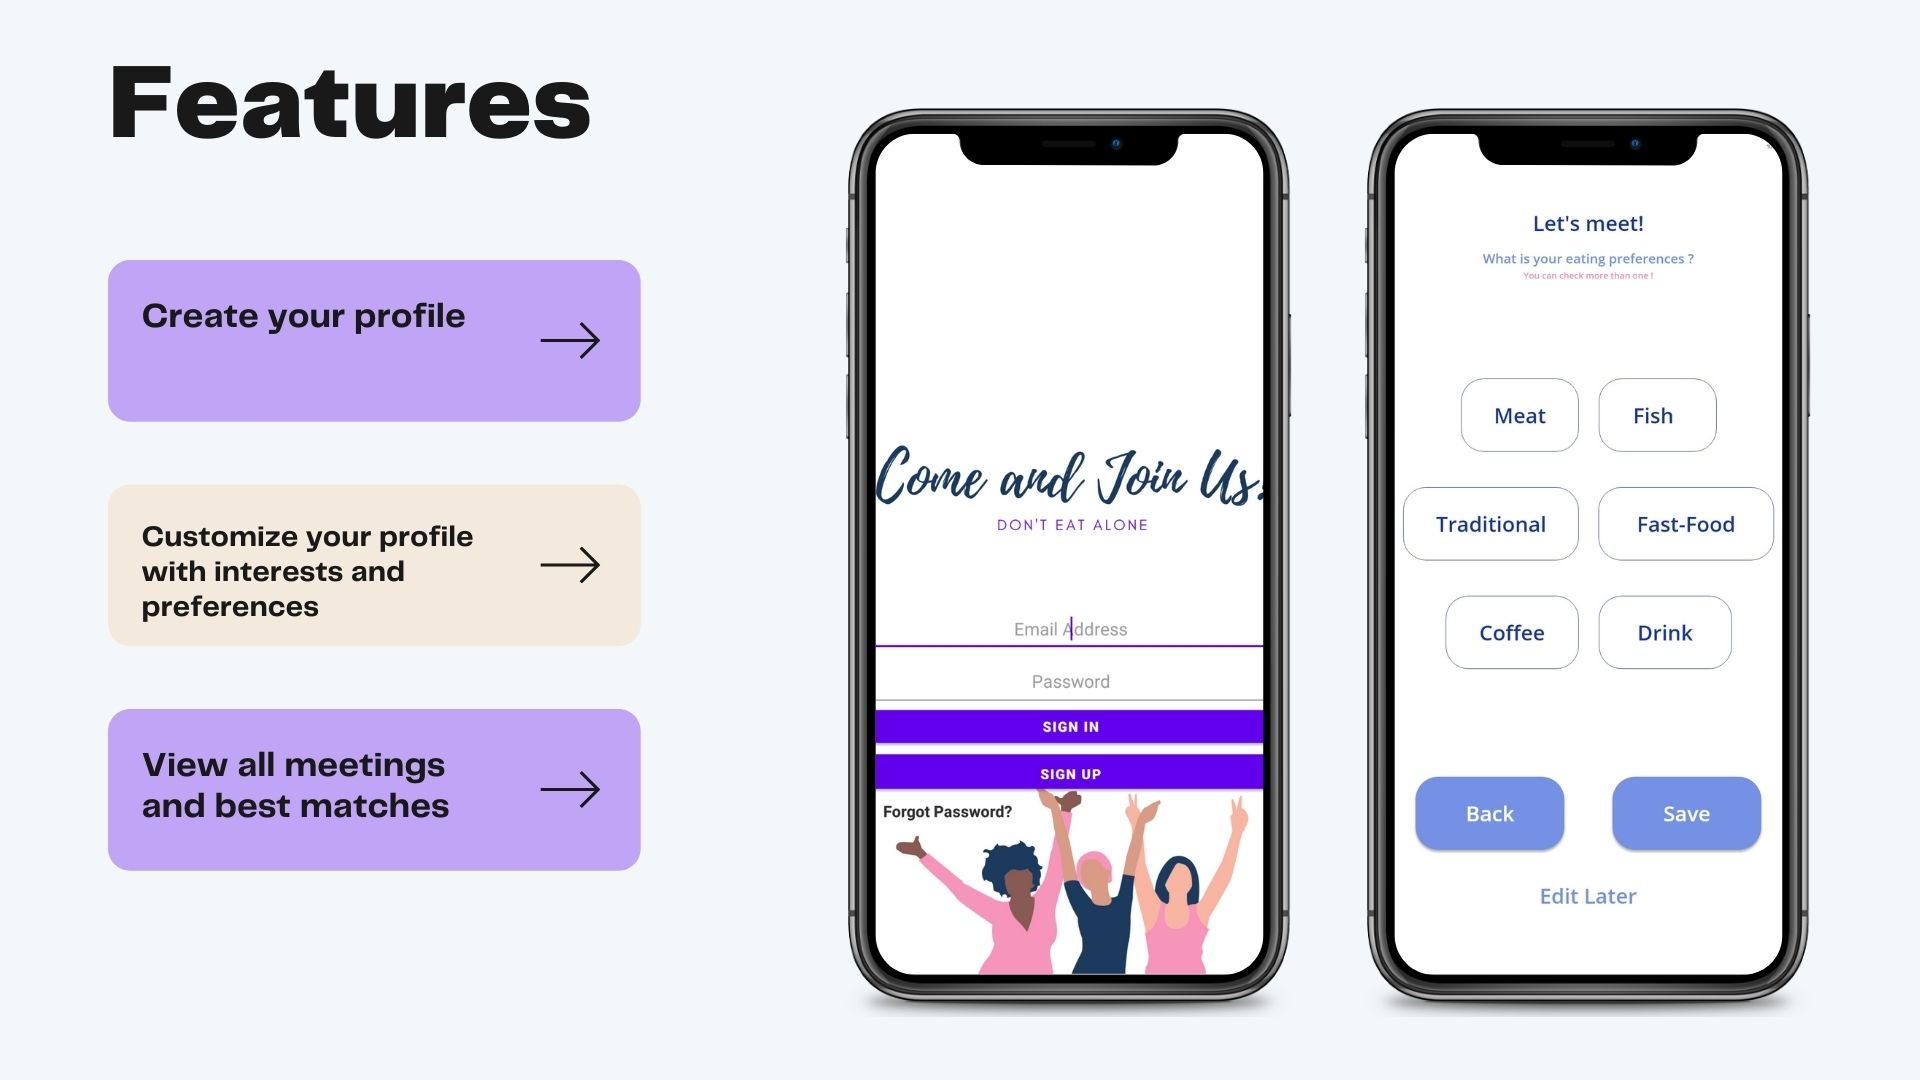 Features
Create your profile
Customize your profile
with interests and
preferences
View all meetings
and best matches
Come and Join Us!
DON'T EAT ALONE
Email Address
Password
SIGN IN
SIGN UP
Forgot Password?
Let's meet!
What is your eating preferences ?
You can check more than one !
Meat
Fish
Traditional
Fast-Food
Coffee
Drink
Back
Save
Edit Later